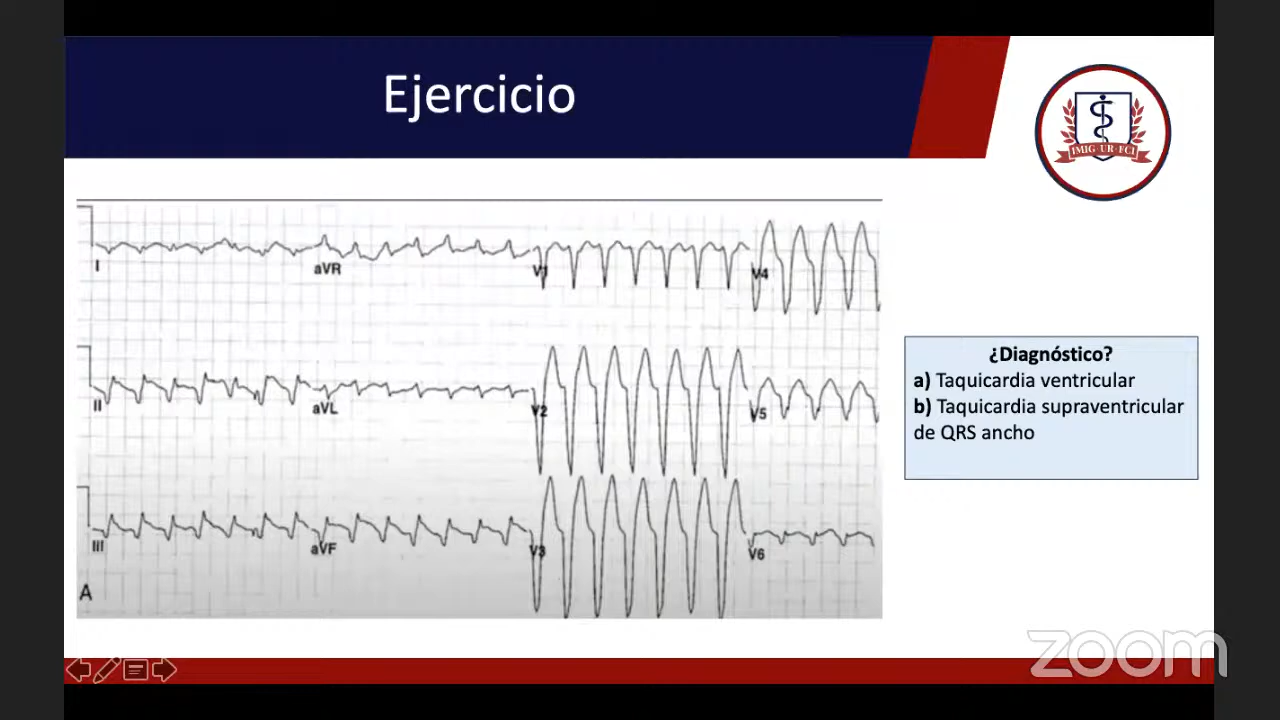 Ejercicio
IMIG·UR·FCI
I
aVR
V1
V4
¿Diagnóstico?
a) Taquicardia ventricular
b) Taquicardia supraventricular
de QRS ancho
II
aVL
V2
V5
III
aVF
V3
V6
A
zoom